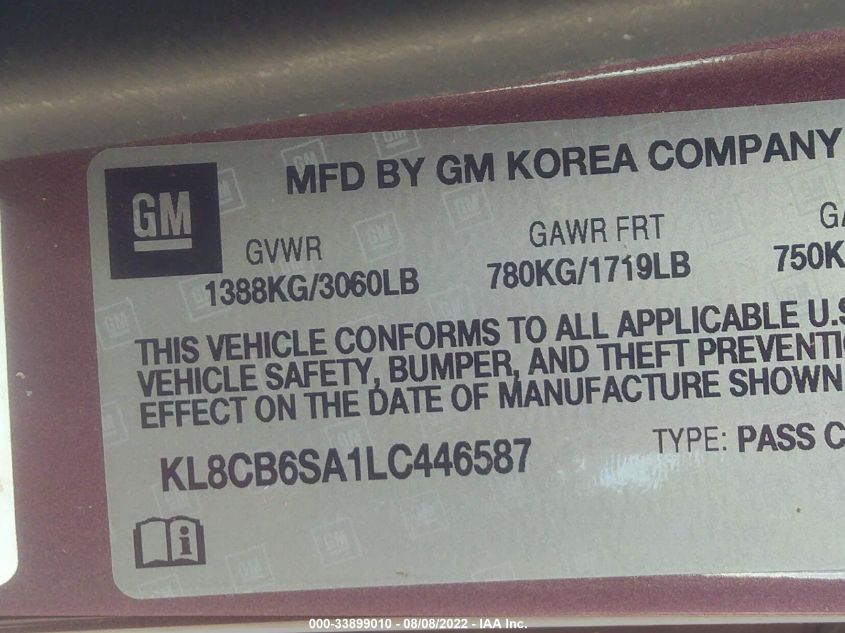 MFD BY GM KOREA COMPANY
GM
GVWR GAWR FRT
1388KG/3060LB 780KG/1719LB
THIS VEHICLE CONFORMS TO ALL APPLICABLE
VEHICLE SAFETY, BUMPER, AND THEFT
EFFECT ON THE DATE OF MANUFACTURE SHOWN
KL8CB6SA1LC446587 TYPE: PASS
000-33899010 - 08/08/2022 - IAA Inc.